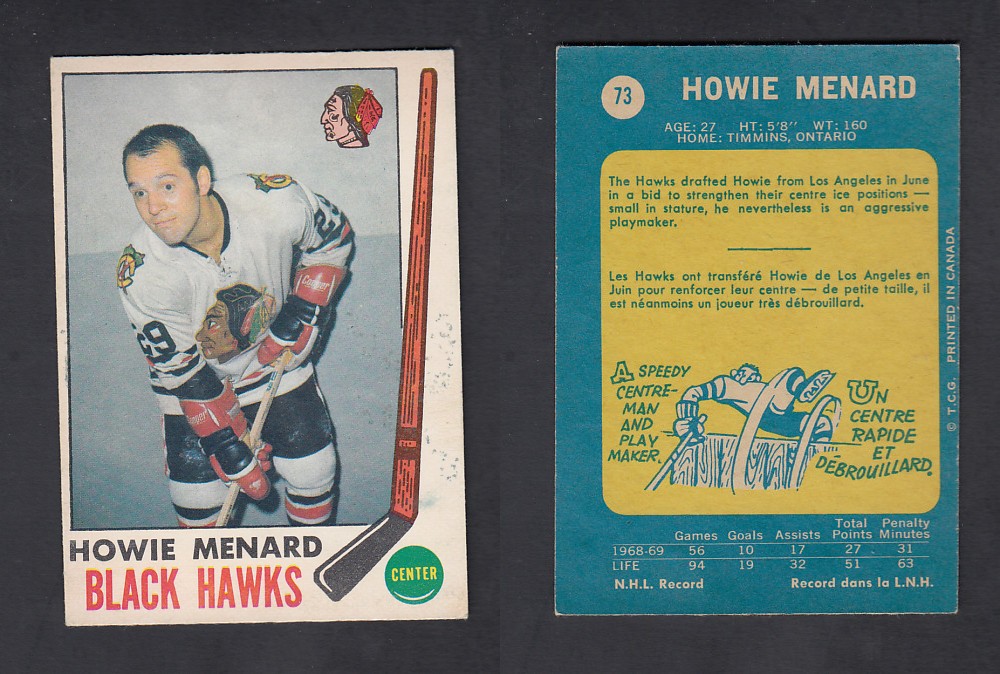 29
29
Cooper
Cooper
HOWIE MENARD
BLACK HAWKS
CENTER
73
HOWIE MENARD
AGE: 27 HT: 5'8" WT: 160
HOME: TIMMINS, ONTARIO
The Hawks drafted Howie from Los Angeles in June
in a bid to strengthen their centre ice positions —
small in stature, he nevertheless is an aggressive
playmaker.
Les Hawks ont transféré Howie de Los Angeles en
Juin pour renforcer leur centre — de petite taille, il
est néanmoins un joueur très débrouillard.
A SPEEDY
CENTRE-
MAN
AND
PLAY
MAKER.
UN
CENTRE
RAPIDE
ET
DÉBROUILLARD.
© T.C.G. PRINTED IN CANADA
Games Goals Assists Total Points Penalty Minutes
1968-69 56 10 17 27 31
LIFE 94 19 32 51 63
N.H.L. Record Record dans la L.N.H.